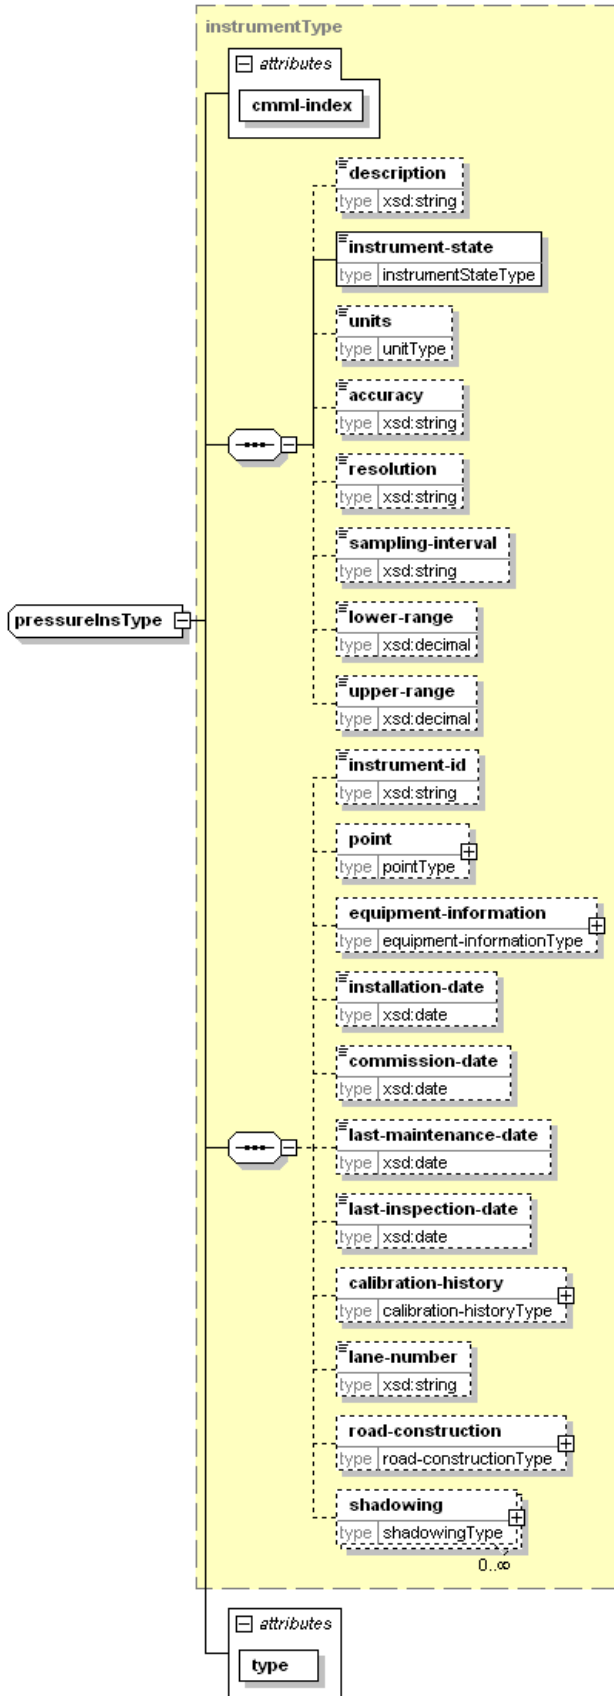 instrumentType
attributes
cmml-index
description
type xsd:string
instrument-state
type instrumentStateType
units
type unitType
accuracy
type xsd:string
resolution
type xsd:string
sampling-interval
type xsd:string
pressureInsType
lower-range
type xsd:decimal
upper-range
type xsd:decimal
instrument-id
type xsd:string
point
type pointType
equipment-information
type equipment-informationType
installation-date
type xsd:date
commission-date
type xsd:date
last-maintenance-date
type xsd:date
last-inspection-date
type xsd:date
calibration-history
type calibration-historyType
lane-number
type xsd:string
road-construction
type road-constructionType
shadowing
type shadowingType
0..∞
attributes
type